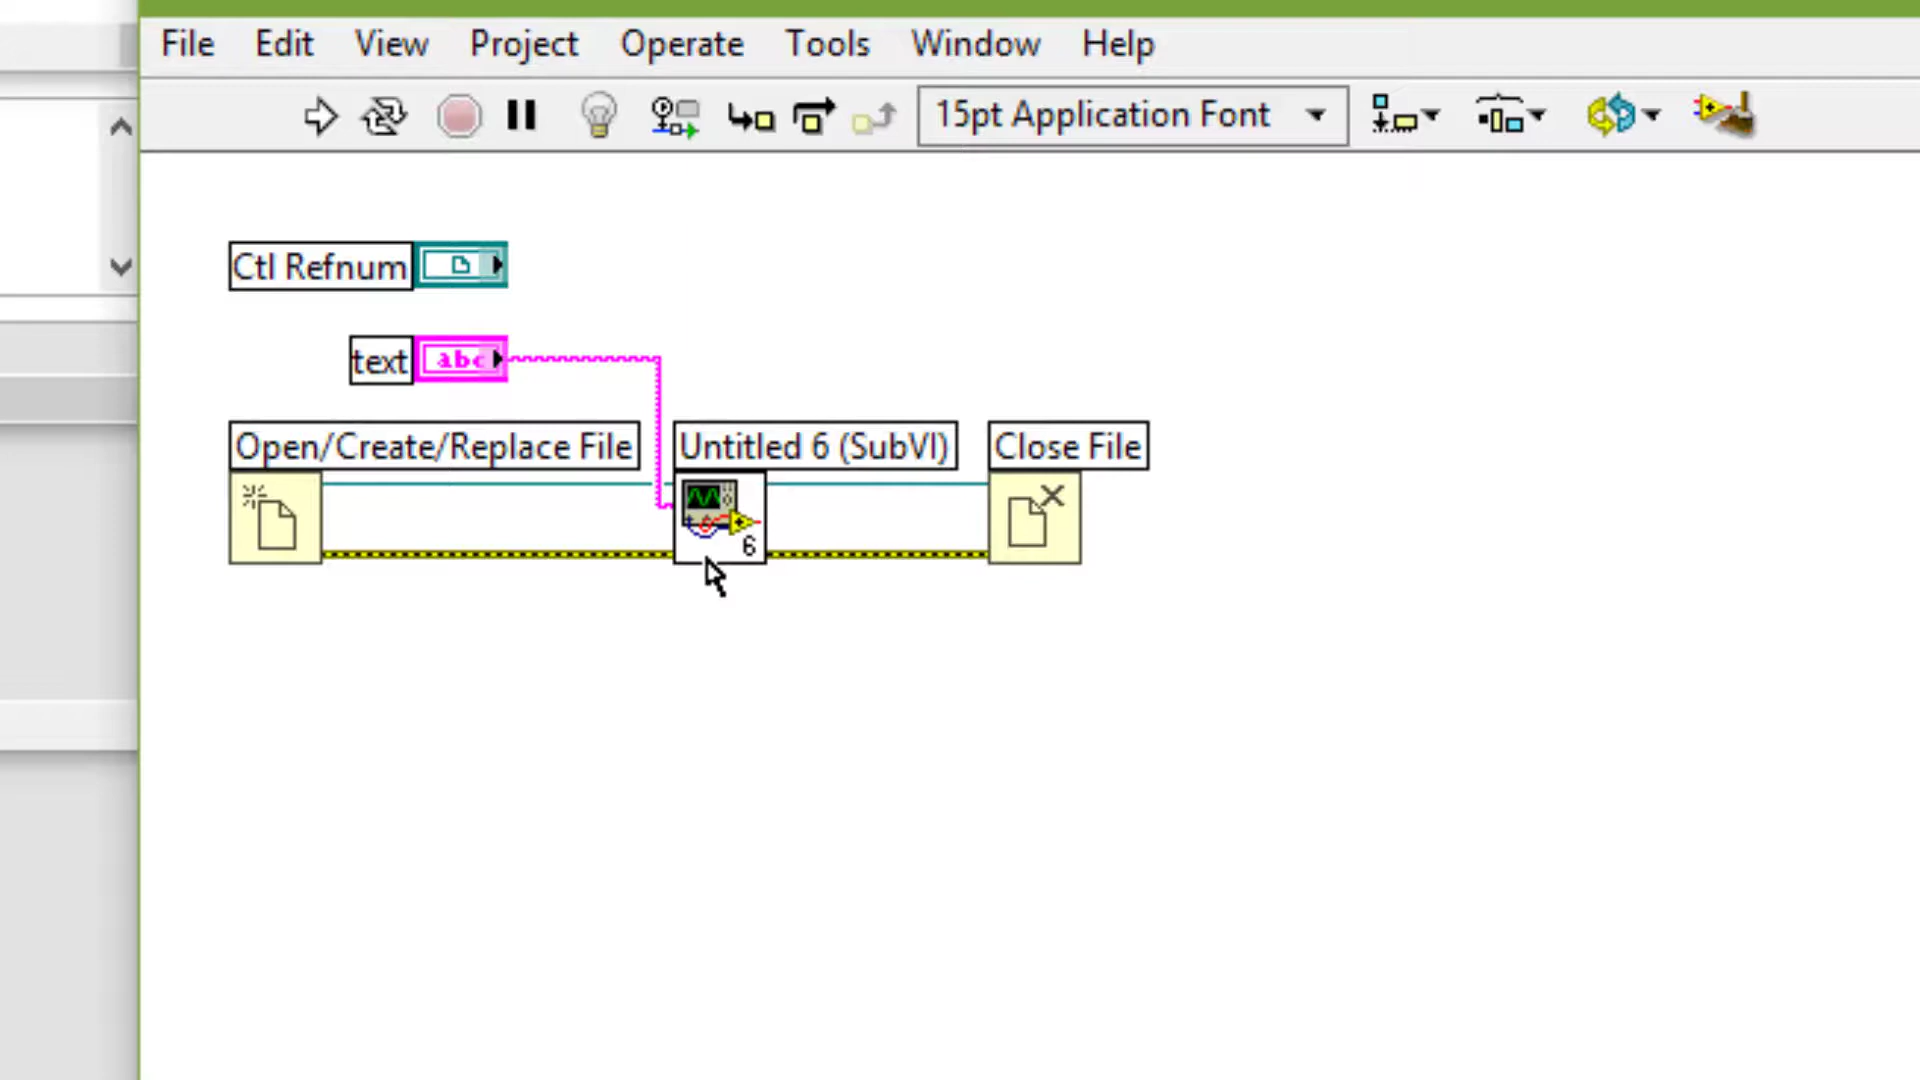 File Edit View Project Operate Tools Window Help
15pt Application Font
Ctl Refnum
text abc
Open/Create/Replace File Untitled 6 (SubVI) Close File
6